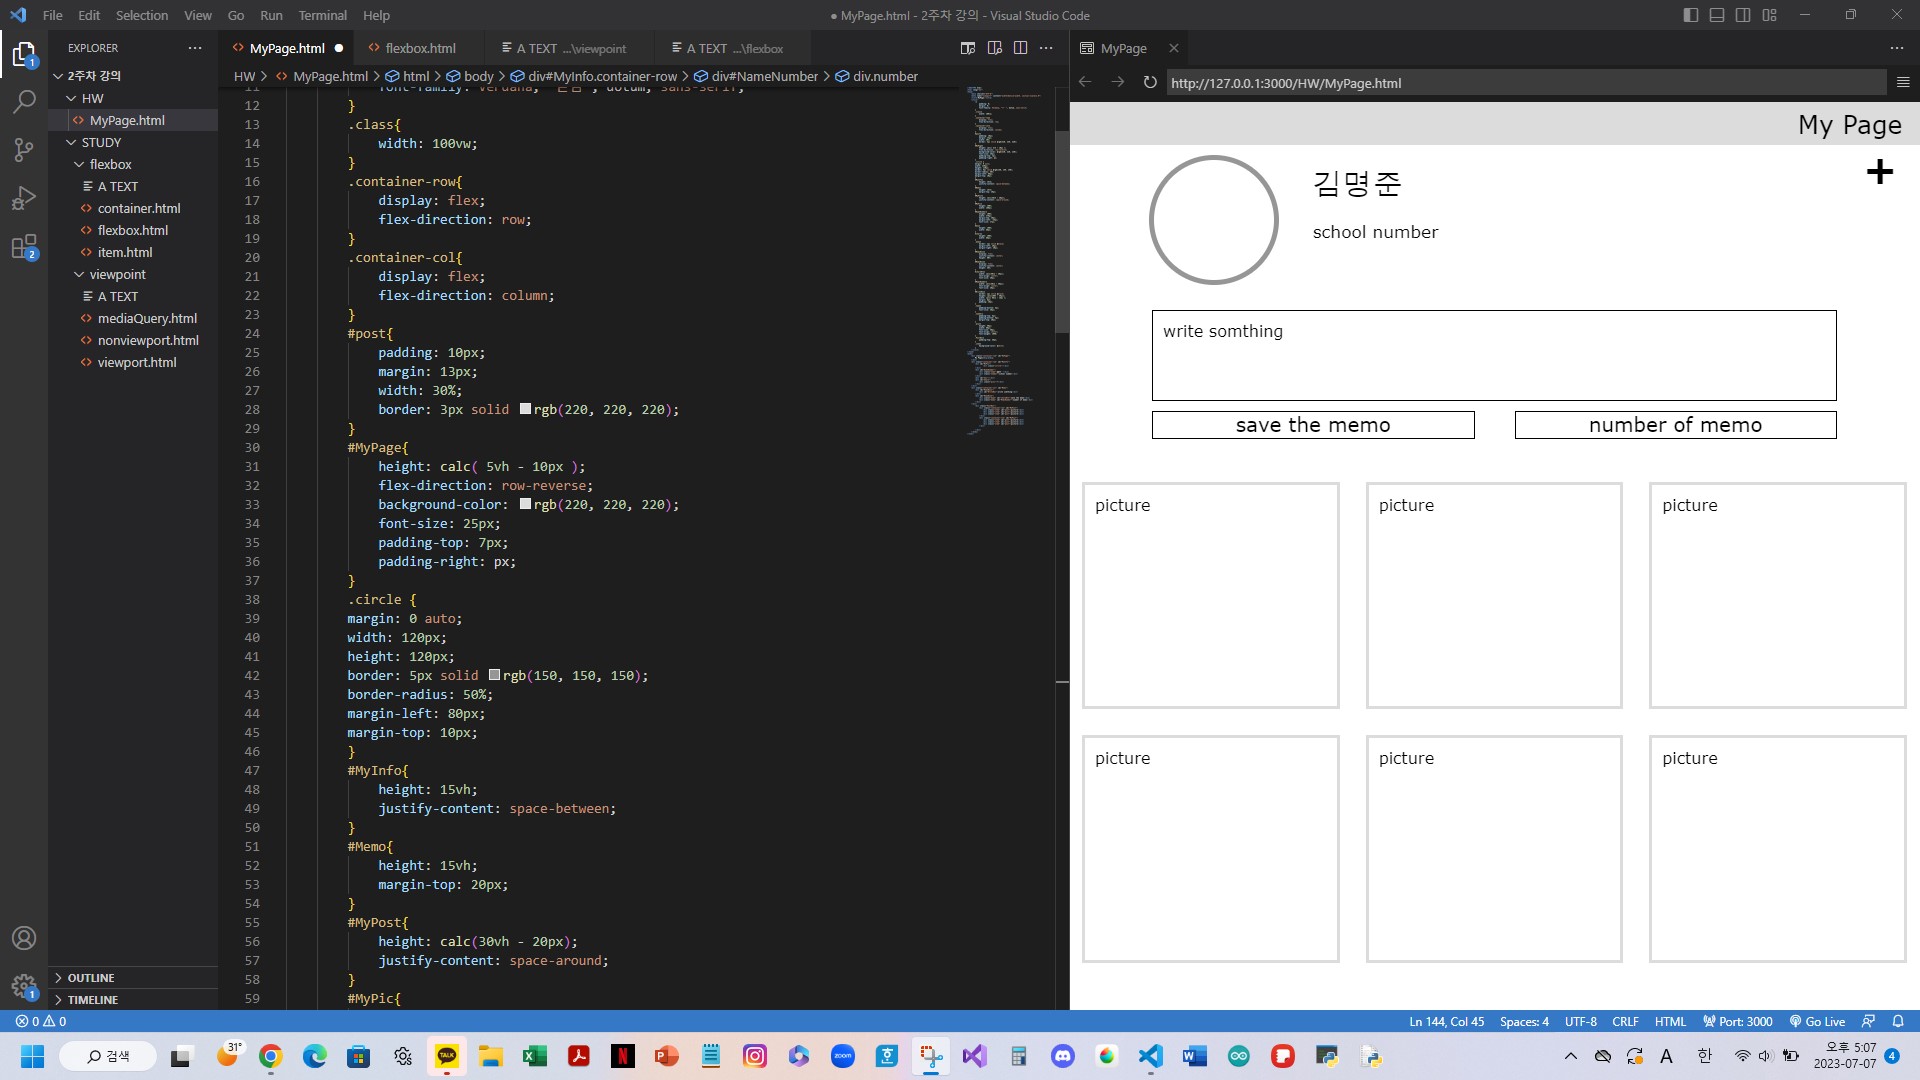 File Edit Selection View Go Run Terminal Help
● MyPage.html - 2주차 강의 - Visual Studio Code
EXPLORER
2주차 강의
HW
MyPage.html
STUDY
flexbox
A TEXT
container.html
flexbox.html
item.html
viewpoint
A TEXT
mediaQuery.html
nonviewport.html
viewport.html
OUTLINE
TIMELINE
MyPage.html
flexbox.html
A TEXT ...\viewpoint
A TEXT ...\flexbox
HW > MyPage.html > html > body > div#MyInfo.container-row > div#NameNumber > div.number
11 font-family: verdana, "돋움", dotum, sans-serif;
12 }
13 .class{
14 width: 100vw;
15 }
16 .container-row{
17 display: flex;
18 flex-direction: row;
19 }
20 .container-col{
21 display: flex;
22 flex-direction: column;
23 }
24 #post{
25 padding: 10px;
26 margin: 13px;
27 width: 30%;
28 border: 3px solid rgb(220, 220, 220);
29 }
30 #MyPage{
31 height: calc( 5vh - 10px );
32 flex-direction: row-reverse;
33 background-color: rgb(220, 220, 220);
34 font-size: 25px;
35 padding-top: 7px;
36 padding-right: px;
37 }
38 .circle {
39 margin: 0 auto;
40 width: 120px;
41 height: 120px;
42 border: 5px solid rgb(150, 150, 150);
43 border-radius: 50%;
44 margin-left: 80px;
45 margin-top: 10px;
46 }
47 #MyInfo{
48 height: 15vh;
49 justify-content: space-between;
50 }
51 #Memo{
52 height: 15vh;
53 margin-top: 20px;
54 }
55 #MyPost{
56 height: calc(30vh - 20px);
57 justify-content: space-around;
58 }
59 #MyPic{
MyPage
http://127.0.0.1:3000/HW/MyPage.html
My Page
김명준
+
school number
write somthing
save the memo
number of memo
picture
picture
picture
picture
picture
picture
0 0
Ln 144, Col 45 Spaces: 4 UTF-8 CRLF HTML Port: 3000 Go Live
검색
31°
TALK
zoom
A 한
오후 5:07
2023-07-07
4